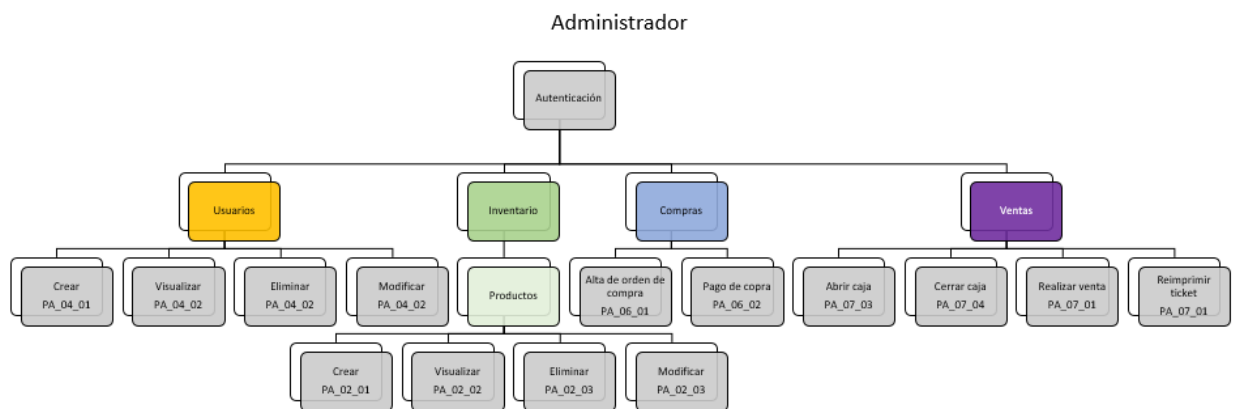 Administrador
Autenticación
Usuarios
Inventario
Compras
Ventas
Crear
PA_04_01
Visualizar
PA_04_02
Eliminar
PA_04_02
Modificar
PA_04_02
Productos
Alta de orden de
compra
PA_06_01
Pago de copra
PA_06_02
Abrir caja
PA_07_03
Cerrar caja
PA_07_04
Realizar venta
PA_07_01
Reimprimir
ticket
PA_07_01
Crear
PA_02_01
Visualizar
PA_02_02
Eliminar
PA_02_03
Modificar
PA_02_03